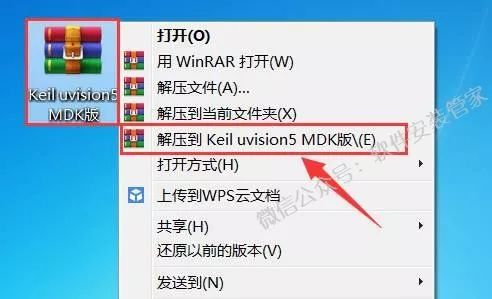 Keil uvision5
MDK版
打开(O)
用 WinRAR 打开(W)
解压文件(A)...
解压到当前文件夹(X)
解压到 Keil uvision5 MDK版\(E)
打开方式(H)
上传到WPS云文档
共享(H)
还原以前的版本(V)
发送到(N)
微信公众号：软件安装管家